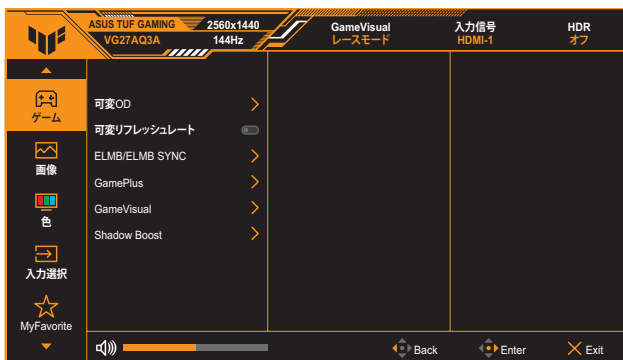 ASUS TUF GAMING 2560x1440
VG27AQ3A 144Hz
GameVisual
レースモード
入力信号
HDMI-1
HDR
オフ
ゲーム
画像
色
入力選択
MyFavorite
可変OD
可変リフレッシュレート
ELMB/ELMB SYNC
GamePlus
GameVisual
Shadow Boost
Back
Enter
Exit